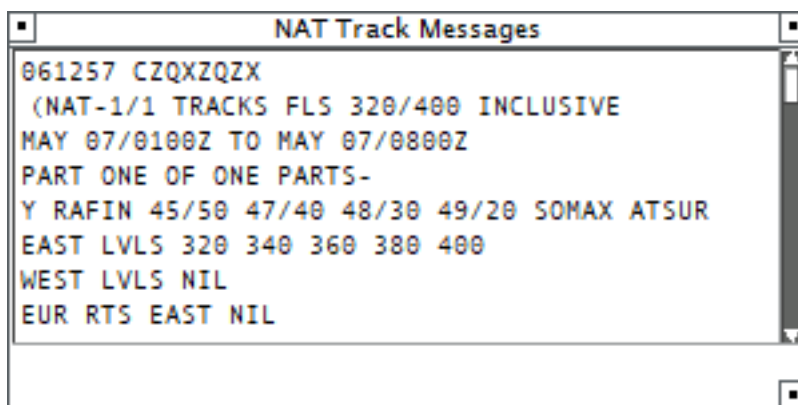 NAT Track Messages
061257 CZQXZQZX
(NAT-1/1 TRACKS FLS 320/400 INCLUSIVE
MAY 07/0100Z TO MAY 07/0800Z
PART ONE OF ONE PARTS-
Y RAFIN 45/50 47/40 48/30 49/20 SOMAX ATSUR
EAST LVLS 320 340 360 380 400
WEST LVLS NIL
EUR RTS EAST NIL